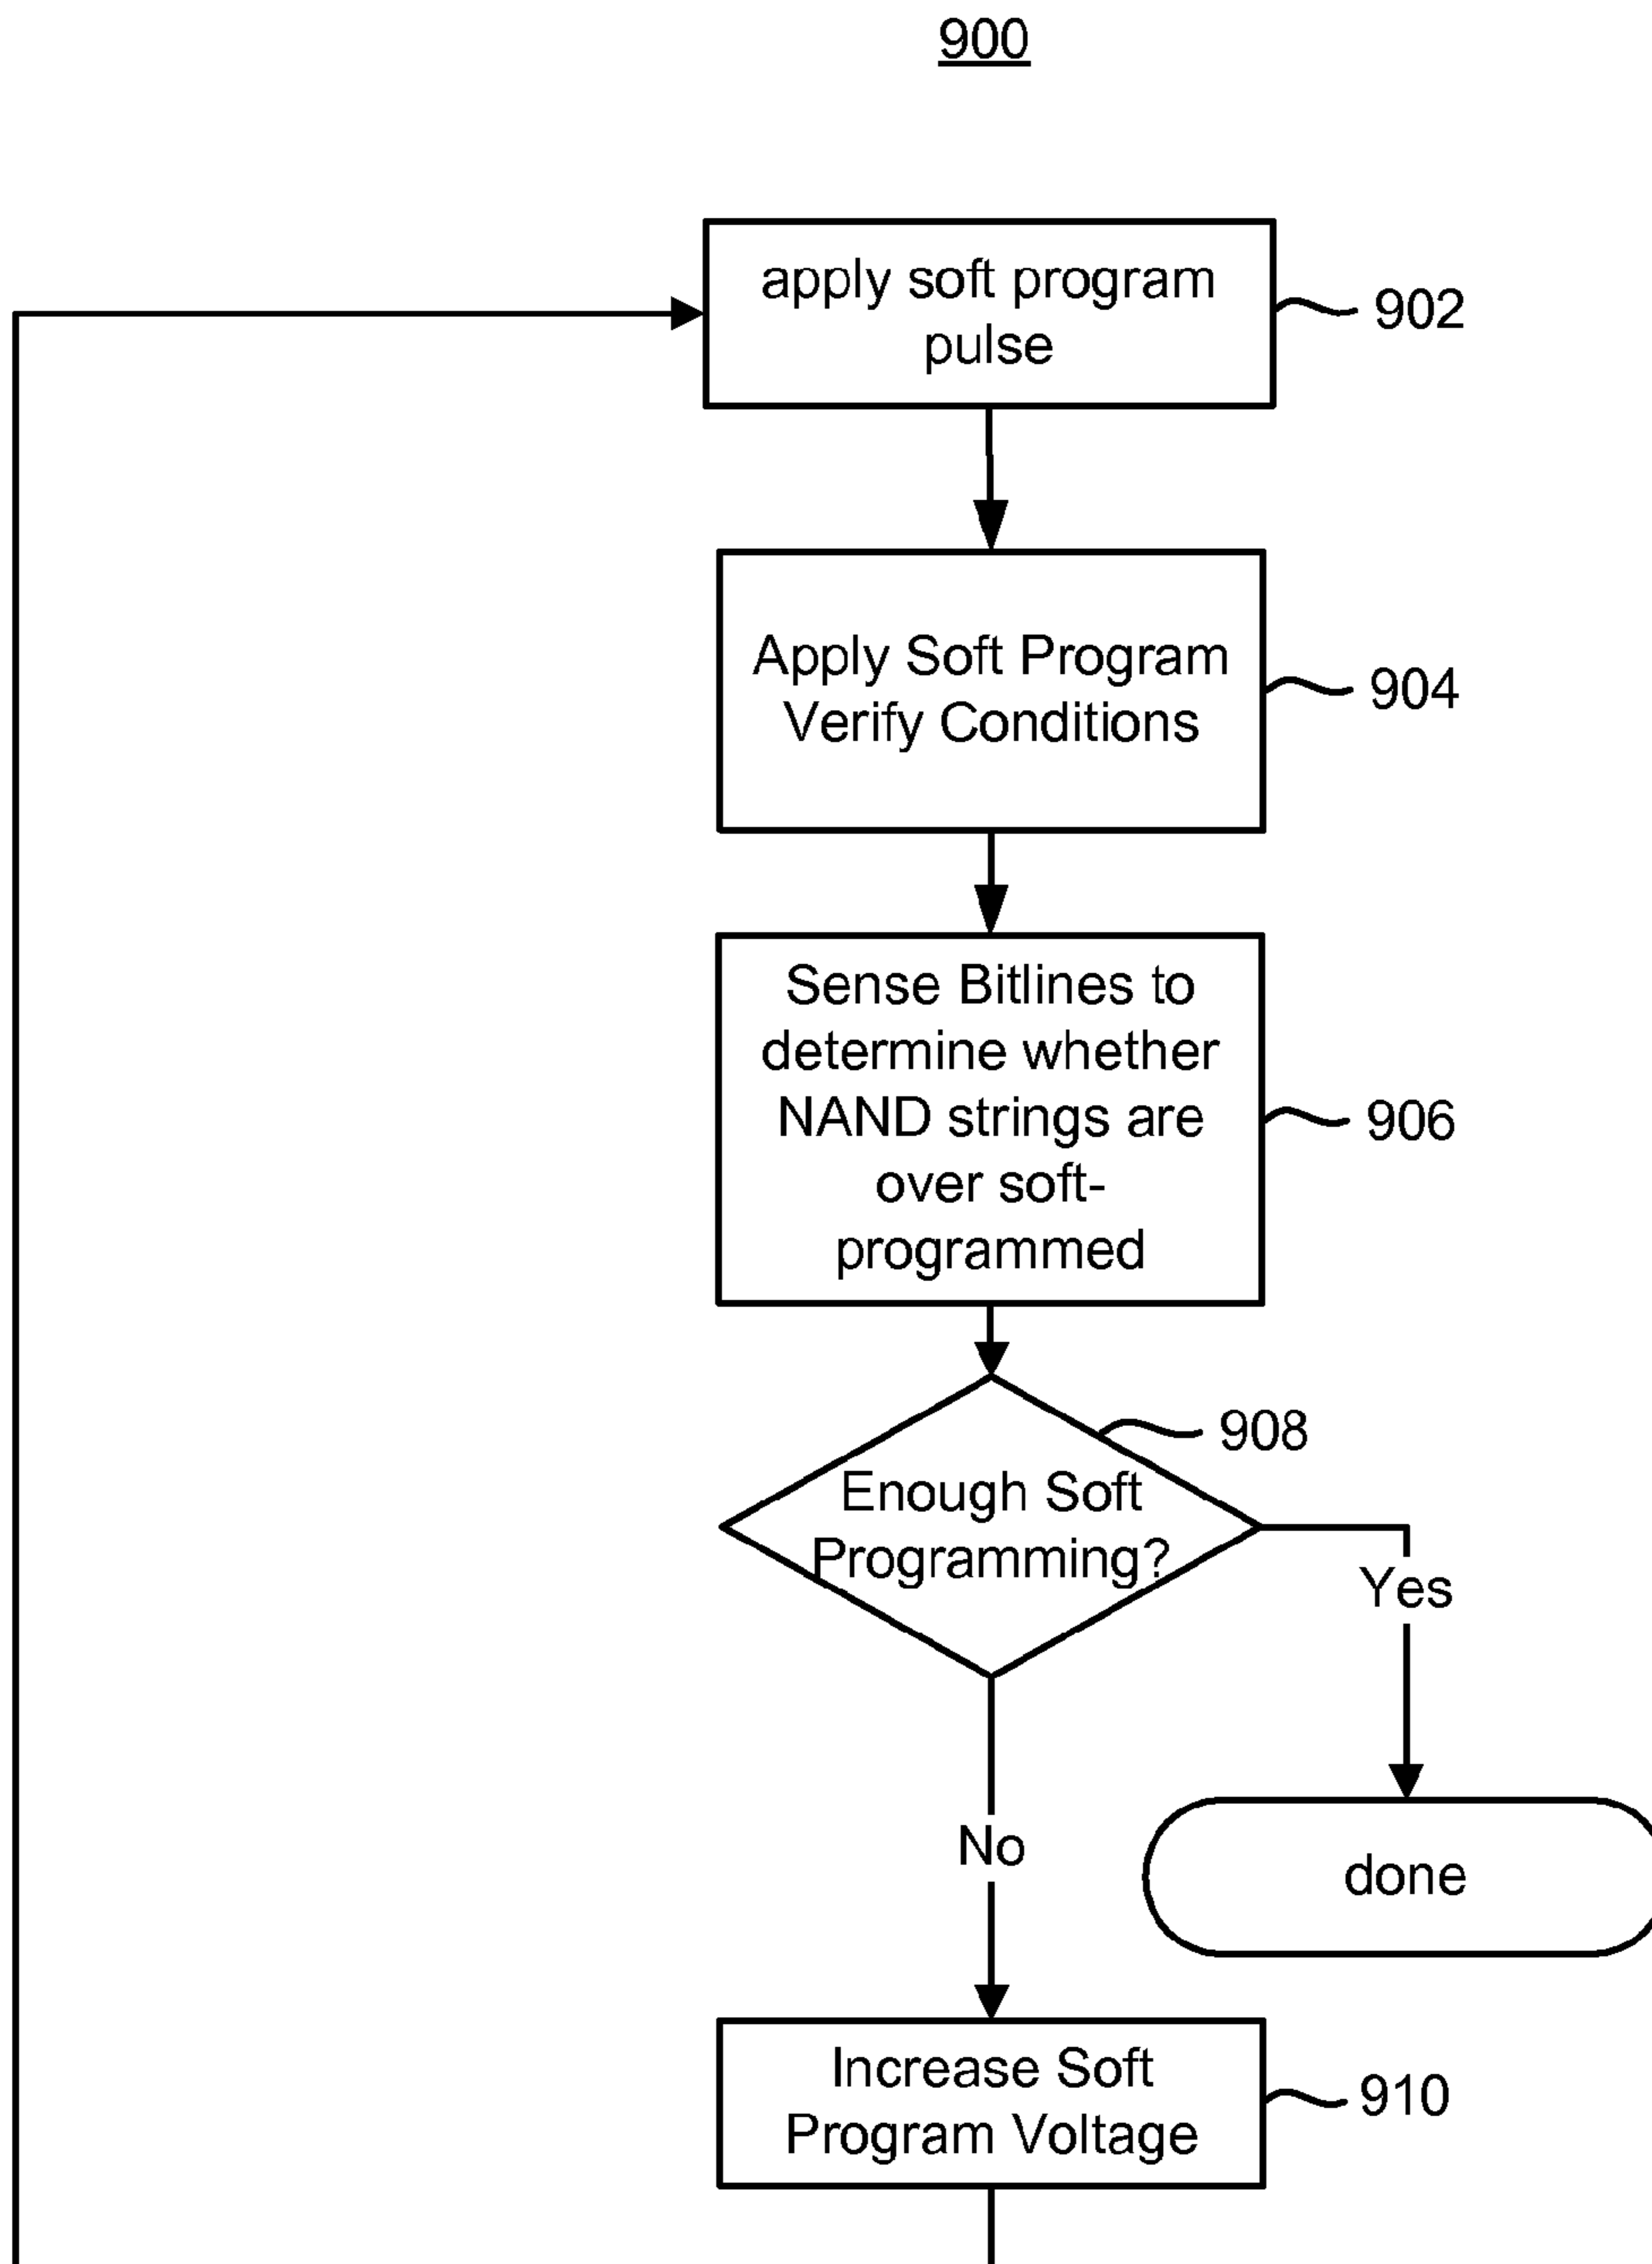 900
apply soft program
pulse
902
Apply Soft Program
Verify Conditions
904
Sense Bitlines to
determine whether
NAND strings are
over soft-
programmed
906
908
Enough Soft
Programming?
Yes
No
done
Increase Soft
Program Voltage
910